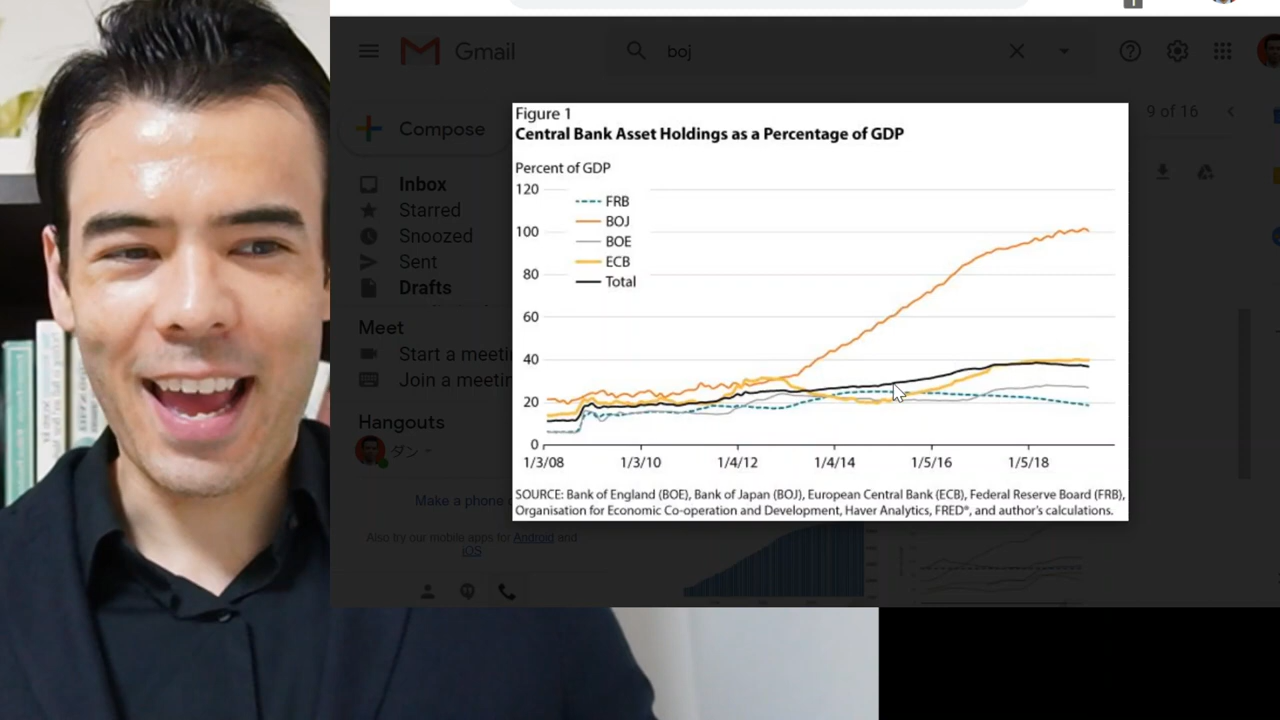 Gmail
boj
Compose
9 of 16
Inbox
Starred
Snoozed
Sent
Drafts
Meet
Start a meeti
Join a meetin
Hangouts
ダン
Make a phone
Also try our mobile apps for Android and
iOS
Figure 1
Central Bank Asset Holdings as a Percentage of GDP
Percent of GDP
120
100
80
60
40
20
0
FRB
BOJ
BOE
ECB
Total
1/3/08 1/3/10 1/4/12 1/4/14 1/5/16 1/5/18
SOURCE: Bank of England (BOE), Bank of Japan (BOJ), European Central Bank (ECB), Federal Reserve Board (FRB),
Organisation for Economic Co-operation and Development, Haver Analytics, FRED®, and author's calculations.